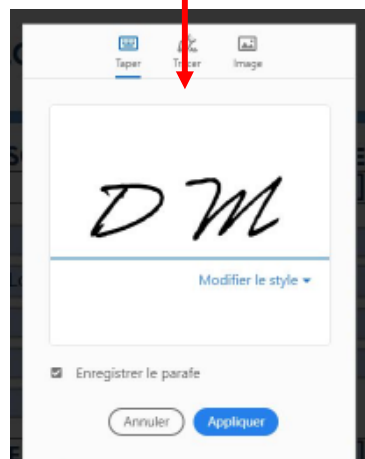 Taper Tracer Image
D M
Modifier le style
Enregistrer le parafe
Annuler Appliquer